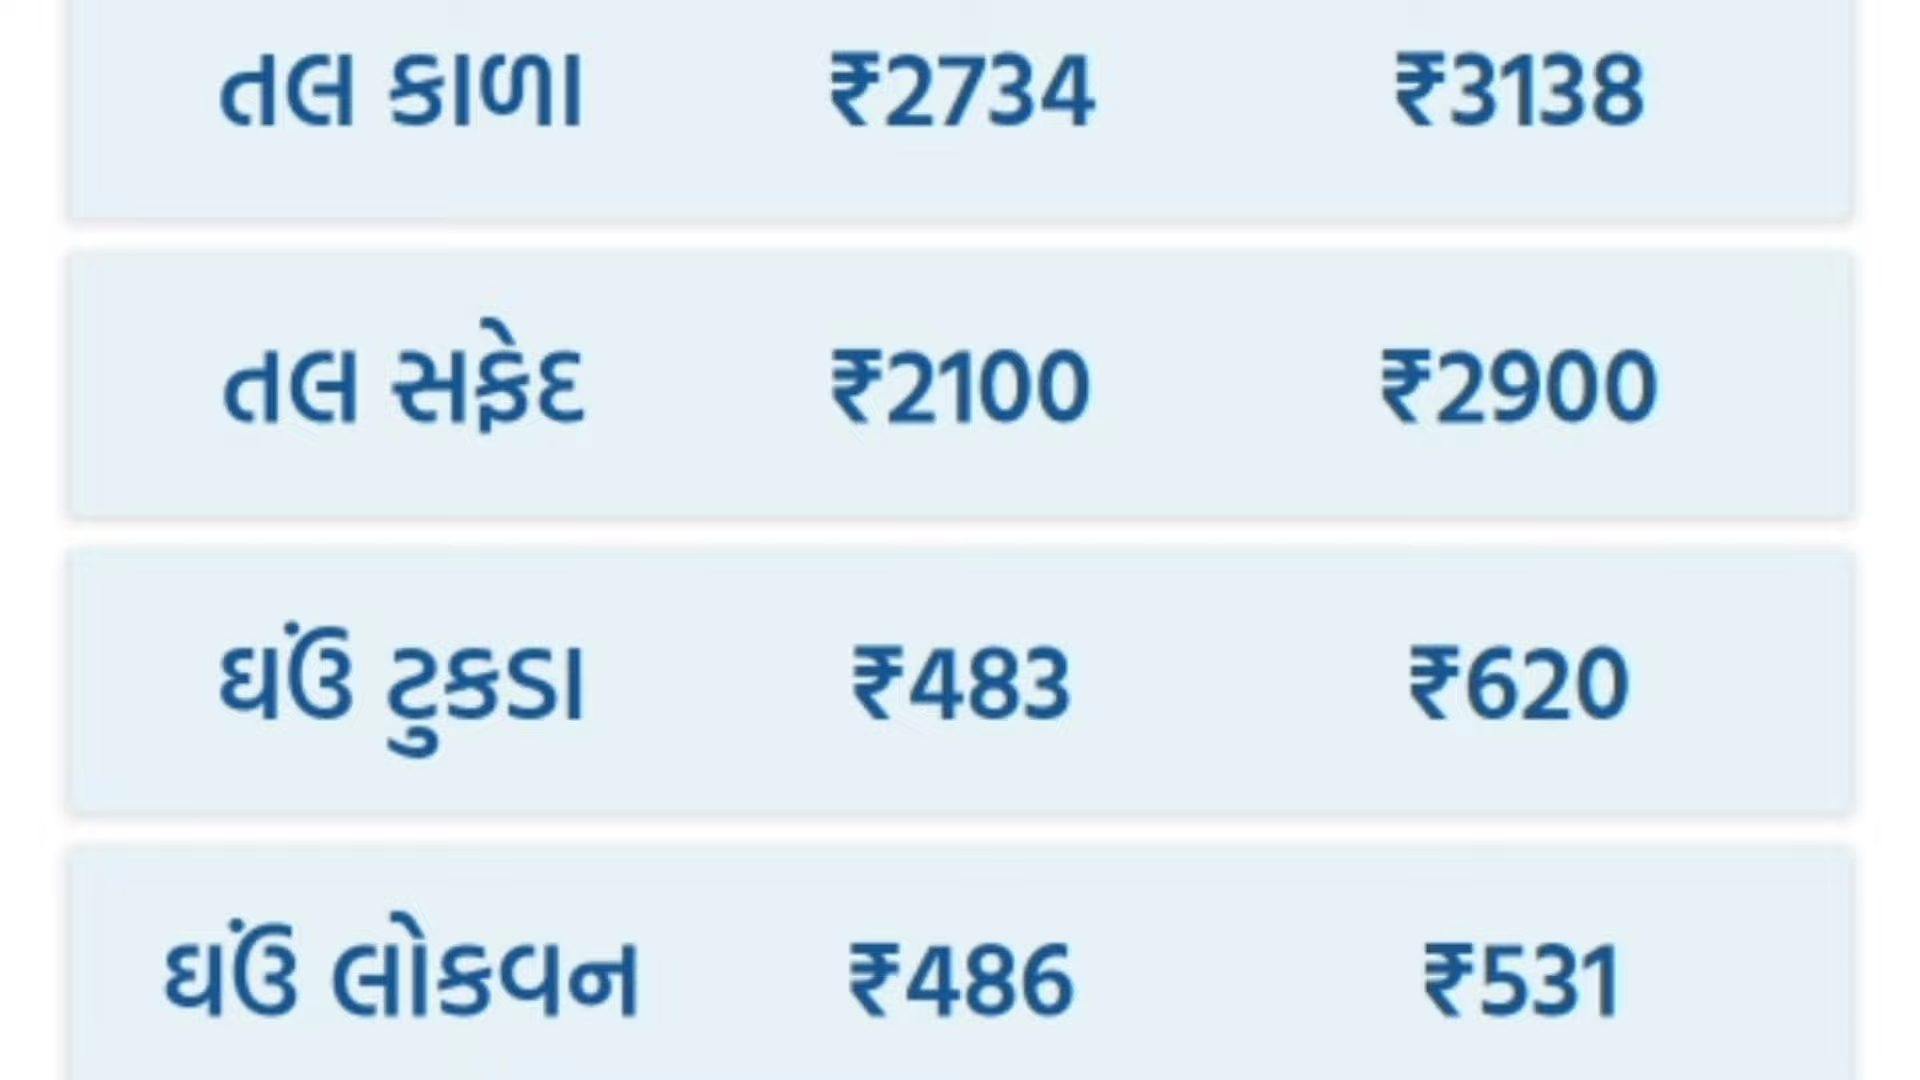 તલ કાળા ₹2734 ₹3138
તલ સફેદ ₹2100 ₹2900
ઘઉં ટુકડા ₹483 ₹620
ઘઉં લોકવન ₹486 ₹531